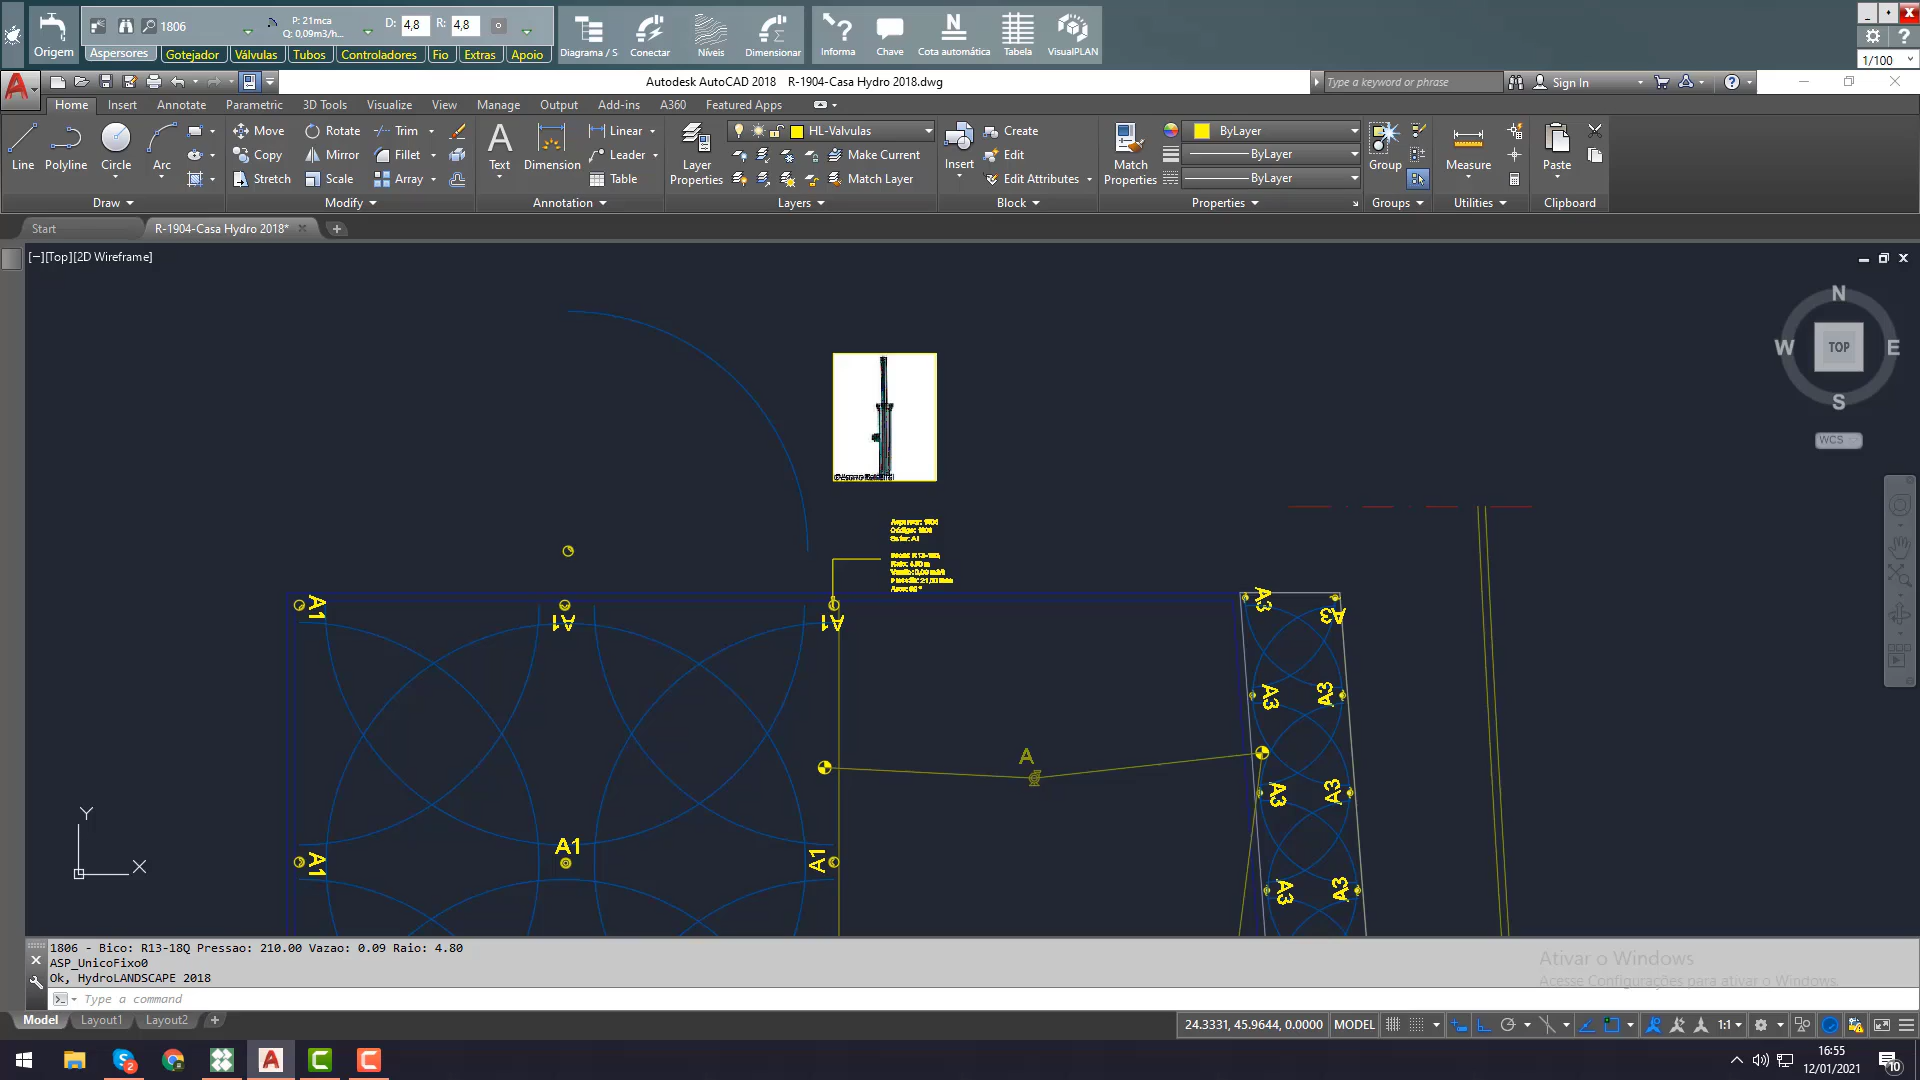 Origem
1806
P: 21mca
Q: 0,09m3/h...
D: 4,8 R: 4,8
Aspersores Gotejador Válvulas Tubos Controladores Fio Extras Apoio
Diagrama / S Conectar Níveis Dimensionar
Informa Chave Cota automática Tabela VisualPLAN
1/100
Autodesk AutoCAD 2018 R-1904-Casa Hydro 2018.dwg
Type a keyword or phrase
Sign In
Home Insert Annotate Parametric 3D Tools Visualize View Manage Output Add-ins A360 Featured Apps
Line Polyline Circle Arc
Move Rotate Trim
Copy Mirror Fillet
Stretch Scale Array
Text Dimension
Linear
Leader
Table
Layer Properties
HL-Valvulas
Make Current
Match Layer
Insert
Create
Edit
Edit Attributes
Match Properties
ByLayer
ByLayer
ByLayer
Group
Measure
Paste
Draw Modify Annotation Layers Block Properties Groups Utilities Clipboard
Start R-1904-Casa Hydro 2018*
[−][Top][2D Wireframe]
N
W TOP E
S
WCS
A1 A1 A1 A3 A3
A3 A3
A
A3 A3
A1 A1 A1
A3 A3
Y
X
1806 - Bico: R13-18Q Pressao: 210.00 Vazao: 0.09 Raio: 4.80
ASP_UnicoFixo0
Ok, HydroLANDSCAPE 2018
Type a command
Ativar o Windows
Acesse Configurações para ativar o Windows.
Model Layout1 Layout2
24.3331, 45.9644, 0.0000 MODEL 1:1
2
16:55
12/01/2021
10